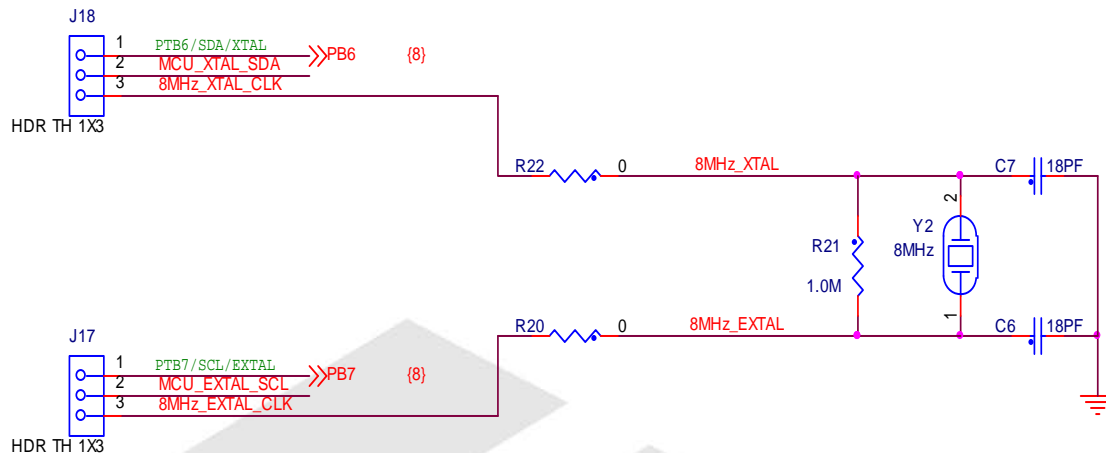 J18
1 PTB6/SDA/XTAL PB6 {8}
2 MCU_XTAL_SDA
3 8MHz_XTAL_CLK
HDR TH 1X3
R22 0 8MHz_XTAL C7 18PF
2
Y2
R21 8MHz
1.0M
1
R20 0 8MHz_EXTAL C6 18PF
J17
1 PTB7/SCL/EXTAL PB7 {8}
2 MCU_EXTAL_SCL
3 8MHz_EXTAL_CLK
HDR TH 1X3